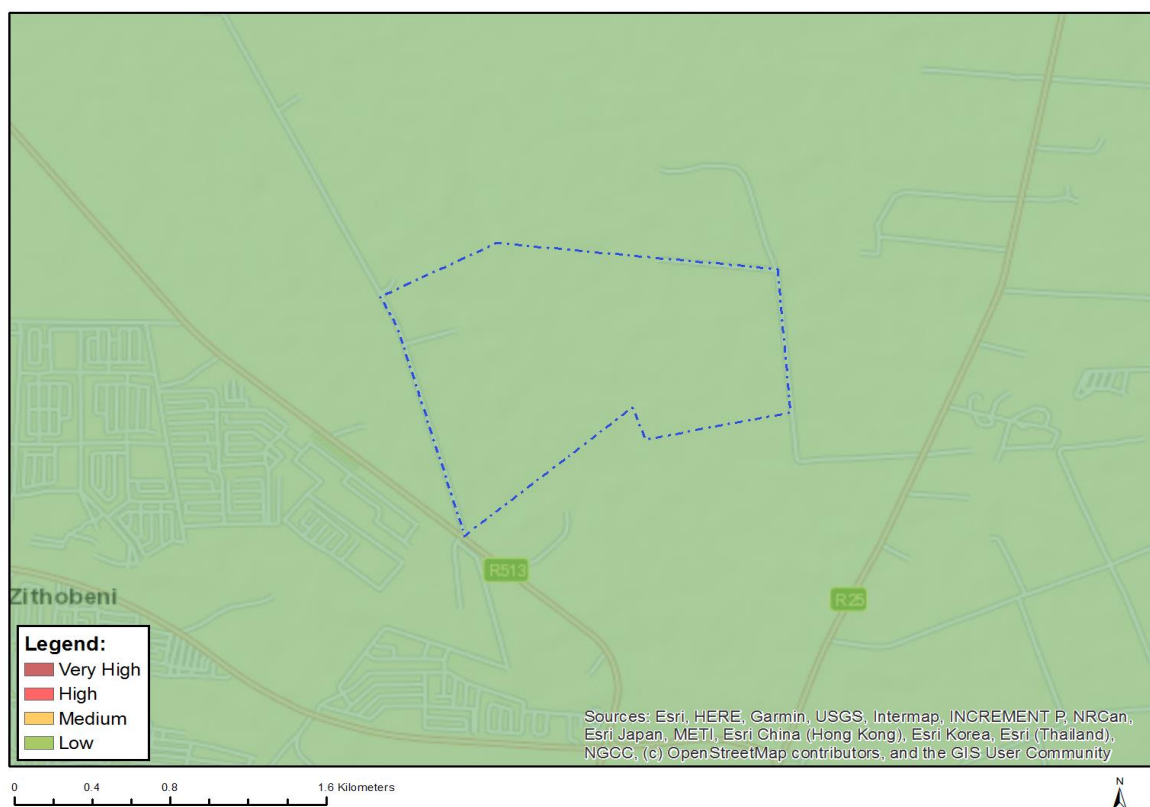 R513
R25
Zithobeni
Legend:
Very High
High
Medium
Low
Sources: Esri, HERE, Garmin, USGS, Intermap, INCREMENT P, NRCan,
Esri Japan, METI, Esri China (Hong Kong), Esri Korea, Esri (Thailand),
NGCC, (c) OpenStreetMap contributors, and the GIS User Community
0 0.4 0.8 1.6 Kilometers
N